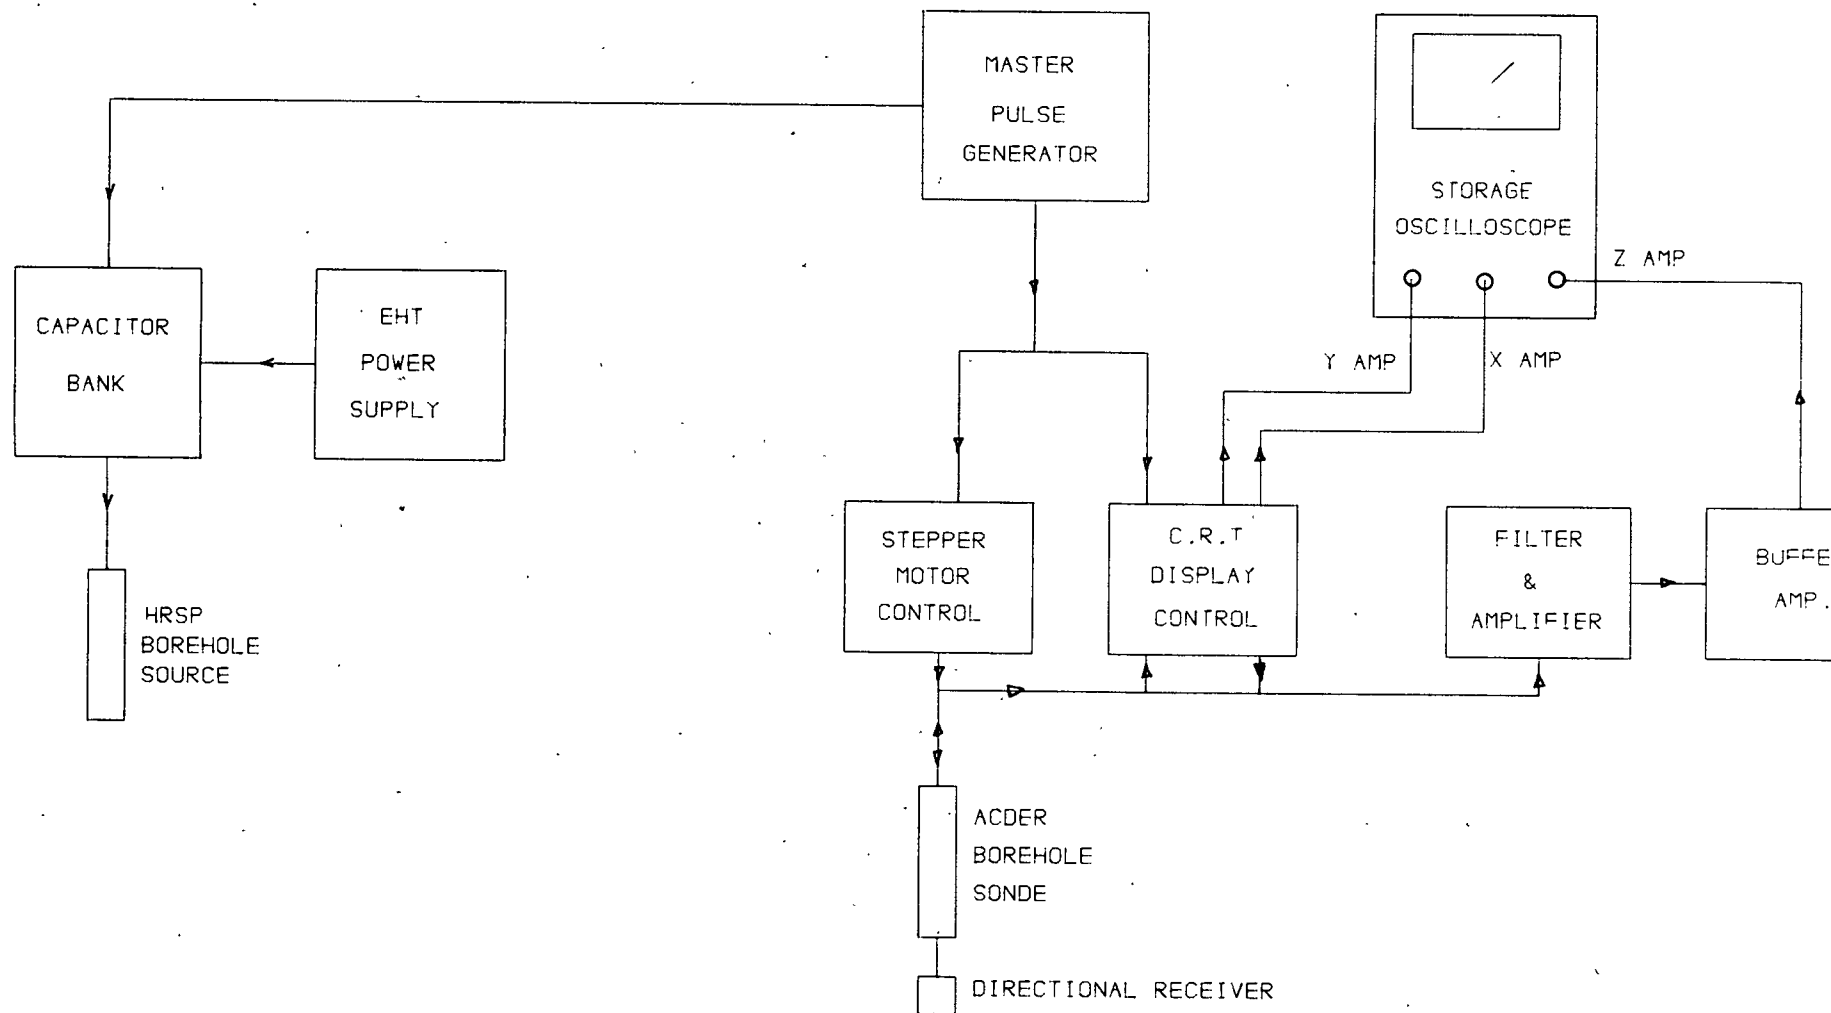 MASTER
PULSE
GENERATOR
STORAGE
OSCILLOSCOPE
Z AMP
Y AMP
X AMP
CAPACITOR
BANK
EHT
POWER
SUPPLY
HRSP
BOREHOLE
SOURCE
STEPPER
MOTOR
CONTROL
C.R.T
DISPLAY
CONTROL
FILTER
&
AMPLIFIER
BUFFE
AMP.
ACDER
BOREHOLE
SONDE
DIRECTIONAL RECEIVER